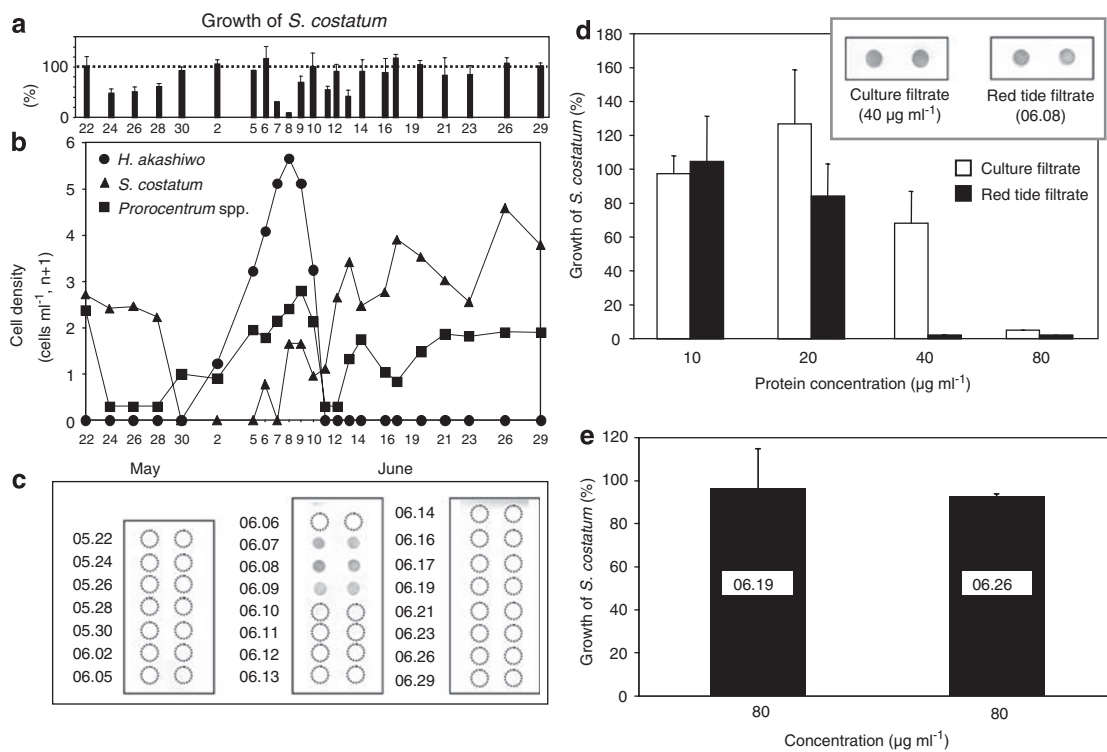 a
Growth of S. costatum
100
0
(%)
22 24 26 28 30 2 5 6 7 8 9 10 12 14 16 17 19 21 23 26 29
b
6
5
4
3
2
1
0
Cell density
(cells ml⁻¹, n+1)
H. akashiwo
S. costatum
Prorocentrum spp.
22 24 26 28 30 2 5 6 7 8 9 10 12 14 16 17 19 21 23 26 29
May June
c
05.22
05.24
05.26
05.28
05.30
06.02
06.05
06.06
06.07
06.08
06.09
06.10
06.11
06.12
06.13
06.14
06.16
06.17
06.19
06.21
06.23
06.26
06.29
d
180
160
140
120
100
80
60
40
20
0
Growth of S. costatum (%)
Culture filtrate
(40 µg ml⁻¹)
Red tide filtrate
(06.08)
Culture filtrate
Red tide filtrate
10 20 40 80
Protein concentration (µg ml⁻¹)
e
120
100
80
60
40
20
0
Growth of S. costatum (%)
06.19 06.26
80 80
Concentration (µg ml⁻¹)